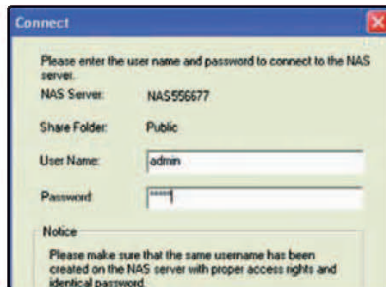 Connect
Please enter the user name and password to connect to the NAS
server.
NAS Server: NAS556677
Share Folder: Public
User Name: admin
Password: *****
Notice
Please make sure that the same username has been
created on the NAS server with proper access rights and
identical password.